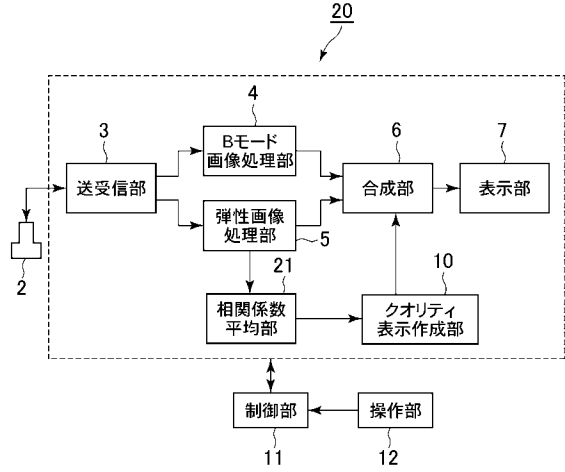 20
3
送受信部
4
Bモード
画像処理部
6
合成部
7
表示部
弾性画像
処理部
5
2
21
相関係数
平均部
10
クオリティ
表示作成部
制御部
11
操作部
12